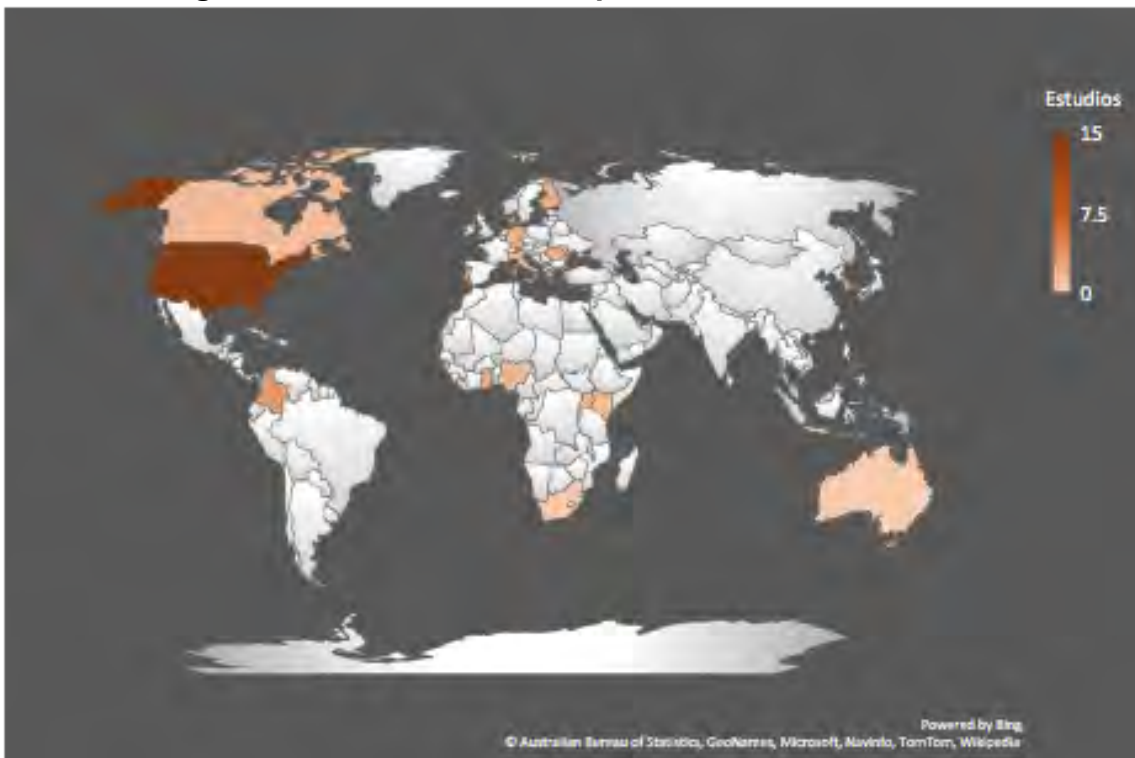 Estudios
15
7.5
0
Powered by Bing
© Australian Bureau of Statistics, GeoNames, Microsoft, Navinfo, TomTom, Wikipedia